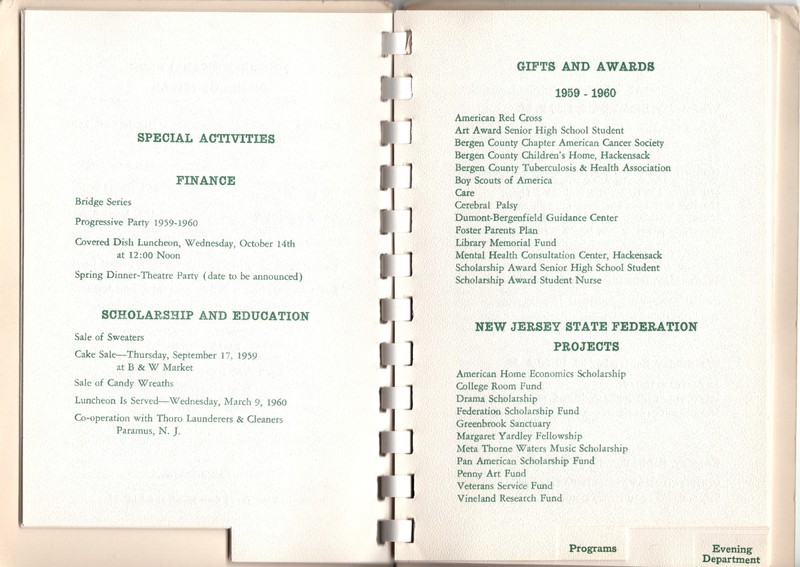 SPECIAL ACTIVITIES
FINANCE
Bridge Series
Progressive Party 1959-1960
Covered Dish Luncheon, Wednesday, October 14th
at 12:00 Noon
Spring Dinner-Theatre Party (date to be announced)
SCHOLARSHIP AND EDUCATION
Sale of Sweaters
Cake Sale—Thursday, September 17, 1959
at B & W Market
Sale of Candy Wreaths
Luncheon Is Served—Wednesday, March 9, 1960
Co-operation with Thoro Launderers & Cleaners
Paramus, N. J.
GIFTS AND AWARDS
1959 - 1960
American Red Cross
Art Award Senior High School Student
Bergen County Chapter American Cancer Society
Bergen County Children's Home, Hackensack
Bergen County Tuberculosis & Health Association
Boy Scouts of America
Care
Cerebral Palsy
Dumont-Bergenfield Guidance Center
Foster Parents Plan
Library Memorial Fund
Mental Health Consultation Center, Hackensack
Scholarship Award Senior High School Student
Scholarship Award Student Nurse
NEW JERSEY STATE FEDERATION
PROJECTS
American Home Economics Scholarship
College Room Fund
Drama Scholarship
Federation Scholarship Fund
Greenbrook Sanctuary
Margaret Yardley Fellowship
Meta Thorne Waters Music Scholarship
Pan American Scholarship Fund
Penny Art Fund
Veterans Service Fund
Vineland Research Fund
Programs
Evening
Department